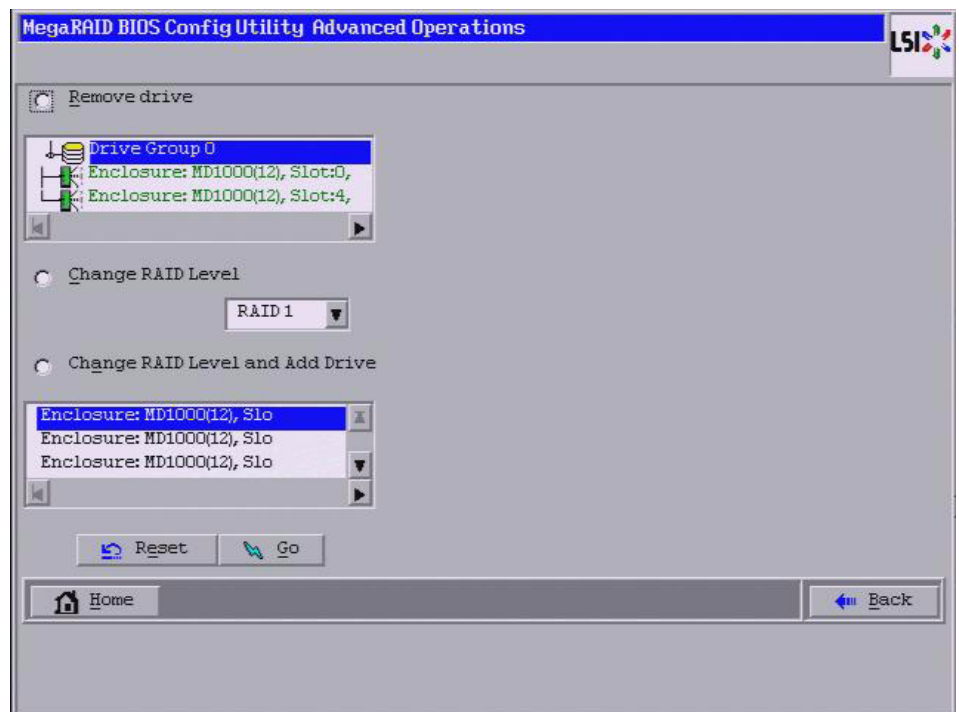 MegaRAID BIOS Config Utility Advanced Operations
LSI
Remove drive
Drive Group 0
Enclosure: MD1000(12), Slot:0,
Enclosure: MD1000(12), Slot:4,
Change RAID Level
RAID 1
Change RAID Level and Add Drive
Enclosure: MD1000(12), Slo
Enclosure: MD1000(12), Slo
Enclosure: MD1000(12), Slo
Reset Go
Home Back